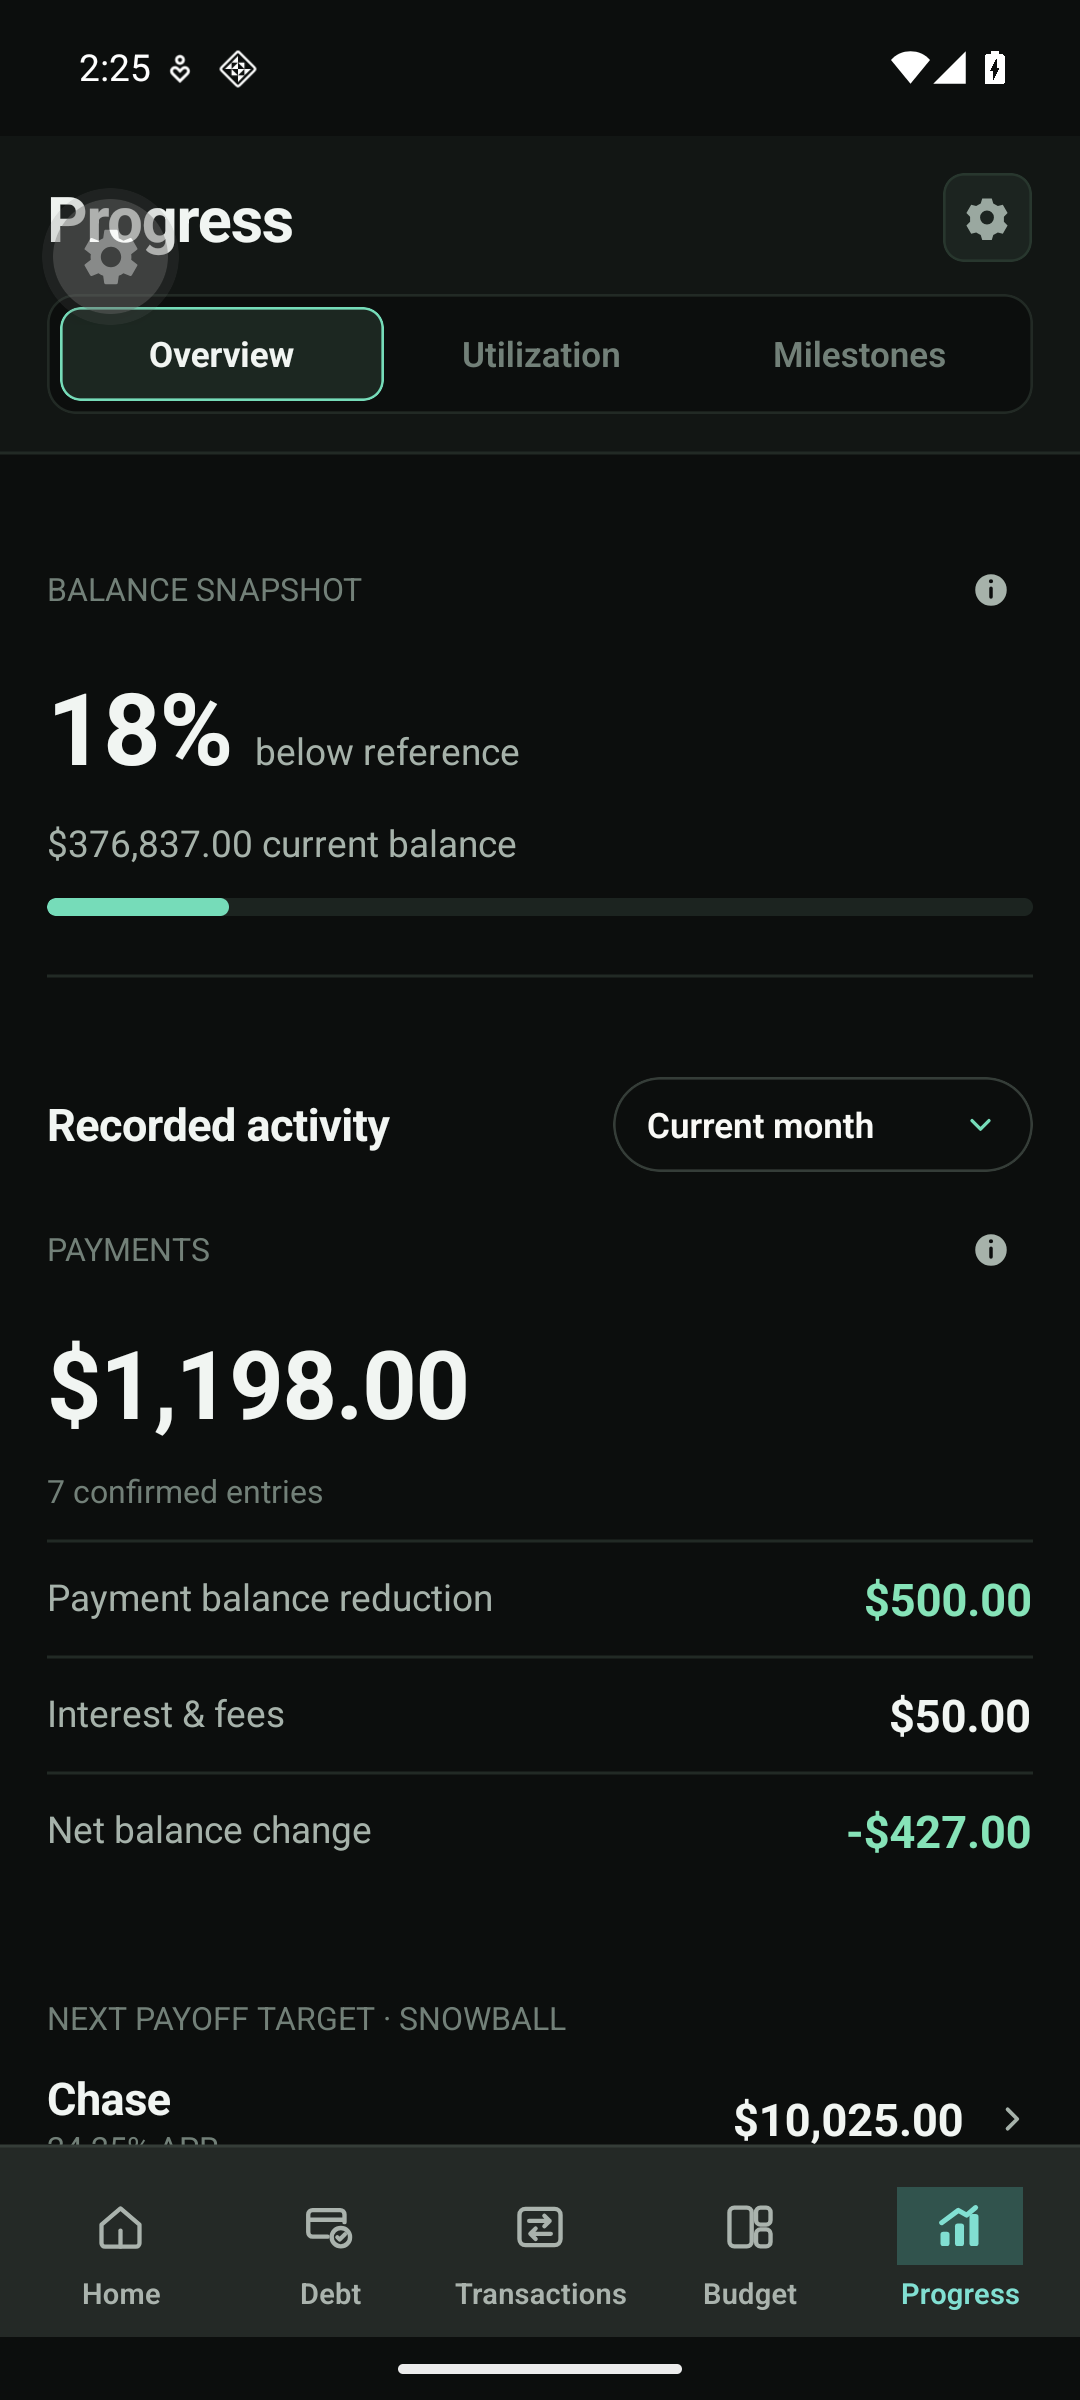 2:25
Progress
Overview
Utilization
Milestones
BALANCE SNAPSHOT
18% below reference
$376,837.00 current balance
Recorded activity
Current month
PAYMENTS
$1,198.00
7 confirmed entries
Payment balance reduction
$500.00
Interest & fees
$50.00
Net balance change
-$427.00
NEXT PAYOFF TARGET · SNOWBALL
Chase
$10,025.00
Home
Debt
Transactions
Budget
Progress